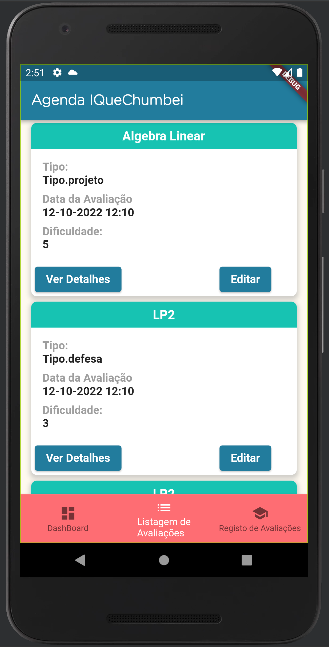 2:51
DEBUG
Agenda IQueChumbei
Algebra Linear
Tipo:
Tipo.projeto
Data da Avaliação
12-10-2022 12:10
Dificuldade:
5
Ver Detalhes Editar
LP2
Tipo:
Tipo.defesa
Data da Avaliação
12-10-2022 12:10
Dificuldade:
3
Ver Detalhes Editar
LP2
DashBoard
Listagem de
Avaliações
Registo de Avaliações